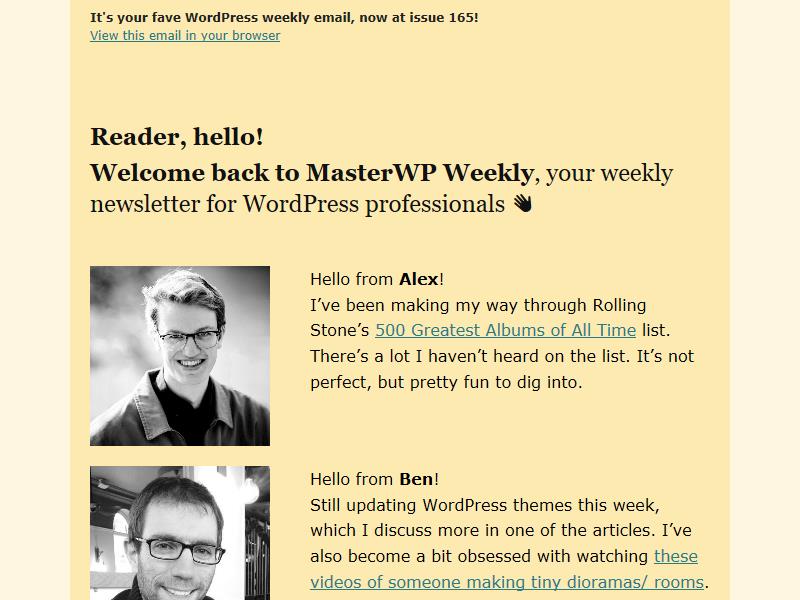 It's your fave WordPress weekly email, now at issue 165!
View this email in your browser
Reader, hello!
Welcome back to MasterWP Weekly, your weekly
newsletter for WordPress professionals 👋
Hello from Alex!
I’ve been making my way through Rolling
Stone’s 500 Greatest Albums of All Time list.
There’s a lot I haven’t heard on the list. It’s not
perfect, but pretty fun to dig into.
Hello from Ben!
Still updating WordPress themes this week,
which I discuss more in one of the articles. I’ve
also become a bit obsessed with watching these
videos of someone making tiny dioramas/ rooms.